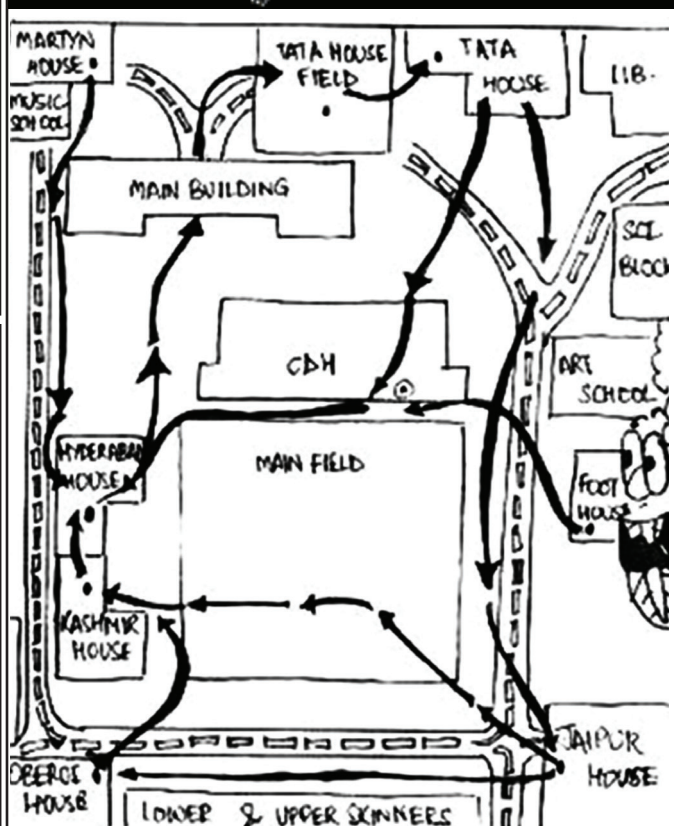 MARTYN
HOUSE
MUSIC
SCHOOL
TATA HOUSE
FIELD
TATA
HOUSE
LIB.
MAIN BUILDING
SCI
BLOCK
CDH
ART
SCHOOL
HYDERABAD
HOUSE
MAIN FIELD
FOOT
HOUSE
KASHMIR
HOUSE
JAIPUR
HOUSE
OBEROI
HOUSE
LOWER & UPPER SKINNERS